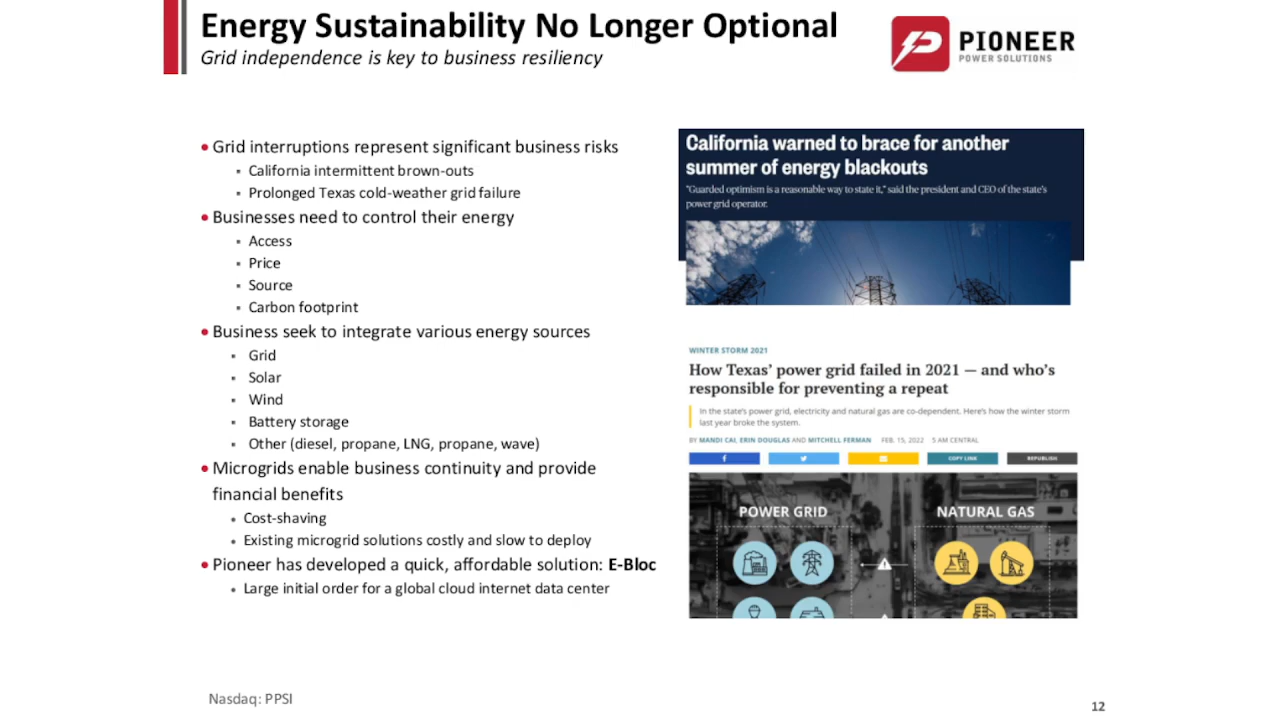 Energy Sustainability No Longer Optional
Grid independence is key to business resiliency
PIONEER
POWER SOLUTIONS
• Grid interruptions represent significant business risks
▪ California intermittent brown-outs
▪ Prolonged Texas cold-weather grid failure
• Businesses need to control their energy
▪ Access
▪ Price
▪ Source
▪ Carbon footprint
• Business seek to integrate various energy sources
▪ Grid
▪ Solar
▪ Wind
▪ Battery storage
▪ Other (diesel, propane, LNG, propane, wave)
• Microgrids enable business continuity and provide
financial benefits
• Cost-shaving
• Existing microgrid solutions costly and slow to deploy
• Pioneer has developed a quick, affordable solution: E-Bloc
• Large initial order for a global cloud internet data center
California warned to brace for another
summer of energy blackouts
"Guarded optimism is a reasonable way to state it," said the president and CEO of the state's
power grid operator.
WINTER STORM 2021
How Texas' power grid failed in 2021 — and who's
responsible for preventing a repeat
In the state's power grid, electricity and natural gas are co-dependent. Here's how the winter storm
last year broke the system.
BY MANDI CAI, ERIN DOUGLAS AND MITCHELL FERMAN FEB. 15, 2022 5 AM CENTRAL
COPY LINK
REPUBLISH
POWER GRID
NATURAL GAS
Nasdaq: PPSI
12